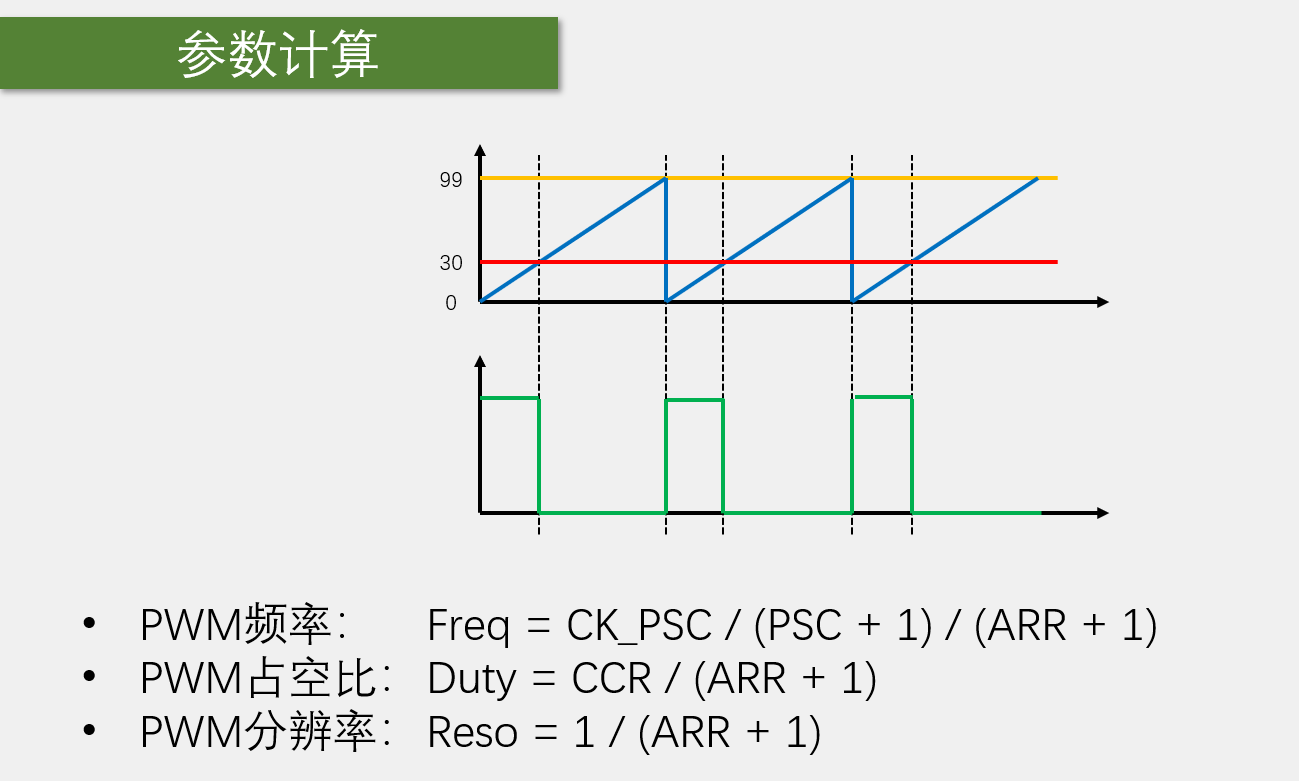 参数计算
99
30
0
• PWM频率： Freq = CK_PSC / (PSC + 1) / (ARR + 1)
• PWM占空比： Duty = CCR / (ARR + 1)
• PWM分辨率： Reso = 1 / (ARR + 1)